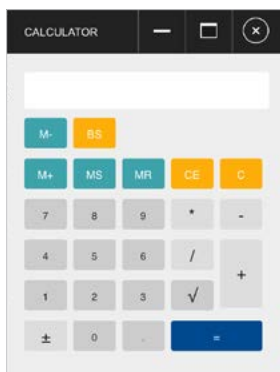 CALCULATOR
M- BS
M+ MS MR CE C
7 8 9 * -
4 5 6 / +
1 2 3 √
± 0 . =